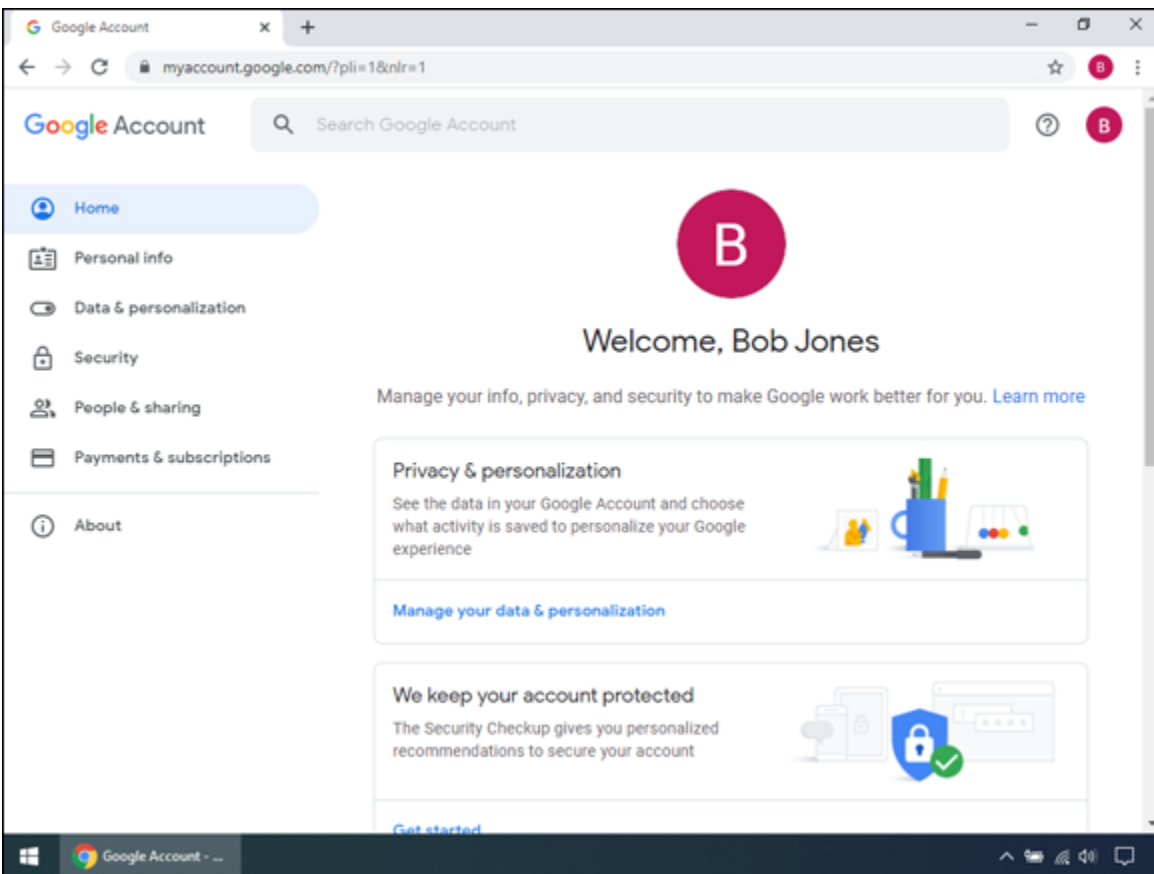 Google Account
myaccount.google.com/?pli=1&nlr=1
B
Google Account
Search Google Account
B
Home
Personal info
Data & personalization
Security
People & sharing
Payments & subscriptions
About
B
Welcome, Bob Jones
Manage your info, privacy, and security to make Google work better for you. Learn more
Privacy & personalization
See the data in your Google Account and choose
what activity is saved to personalize your Google
experience
Manage your data & personalization
We keep your account protected
The Security Checkup gives you personalized
recommendations to secure your account
Get started
Google Account - ...